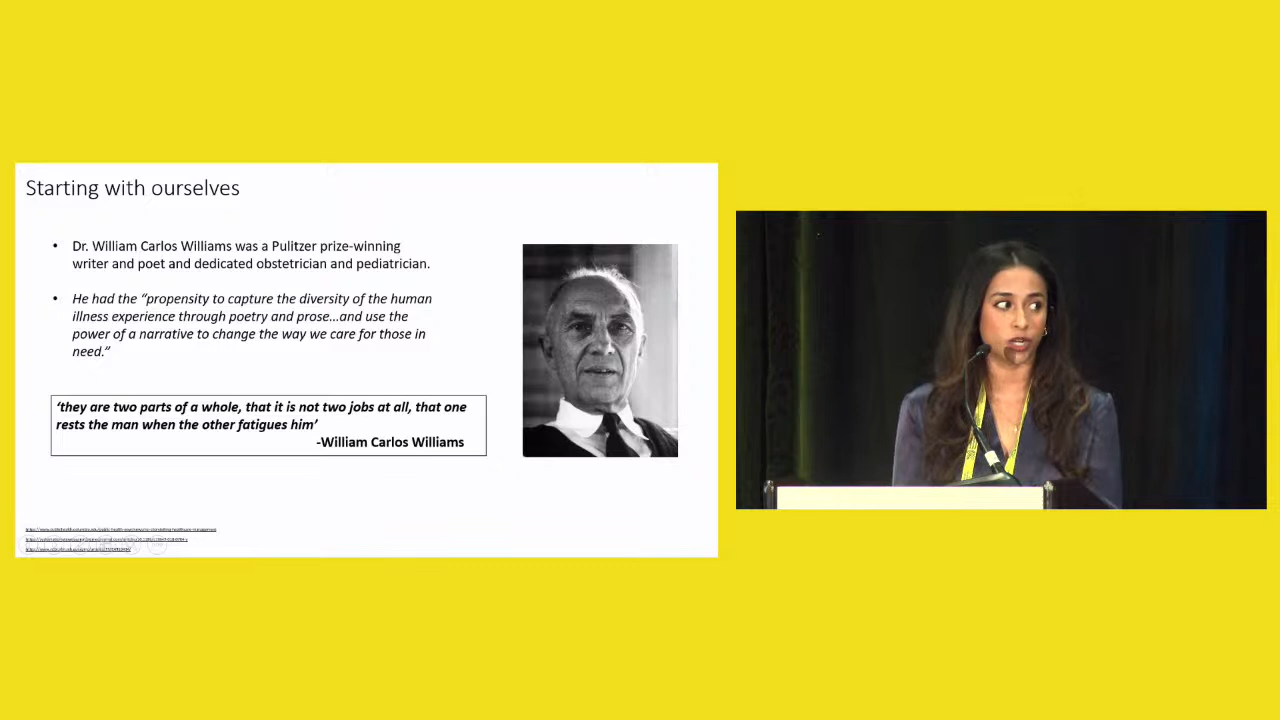 Starting with ourselves
• Dr. William Carlos Williams was a Pulitzer prize-winning
writer and poet and dedicated obstetrician and pediatrician.
• He had the “propensity to capture the diversity of the human
illness experience through poetry and prose…and use the
power of a narrative to change the way we care for those in
need.”
‘they are two parts of a whole, that it is not two jobs at all, that one
rests the man when the other fatigues him’
-William Carlos Williams